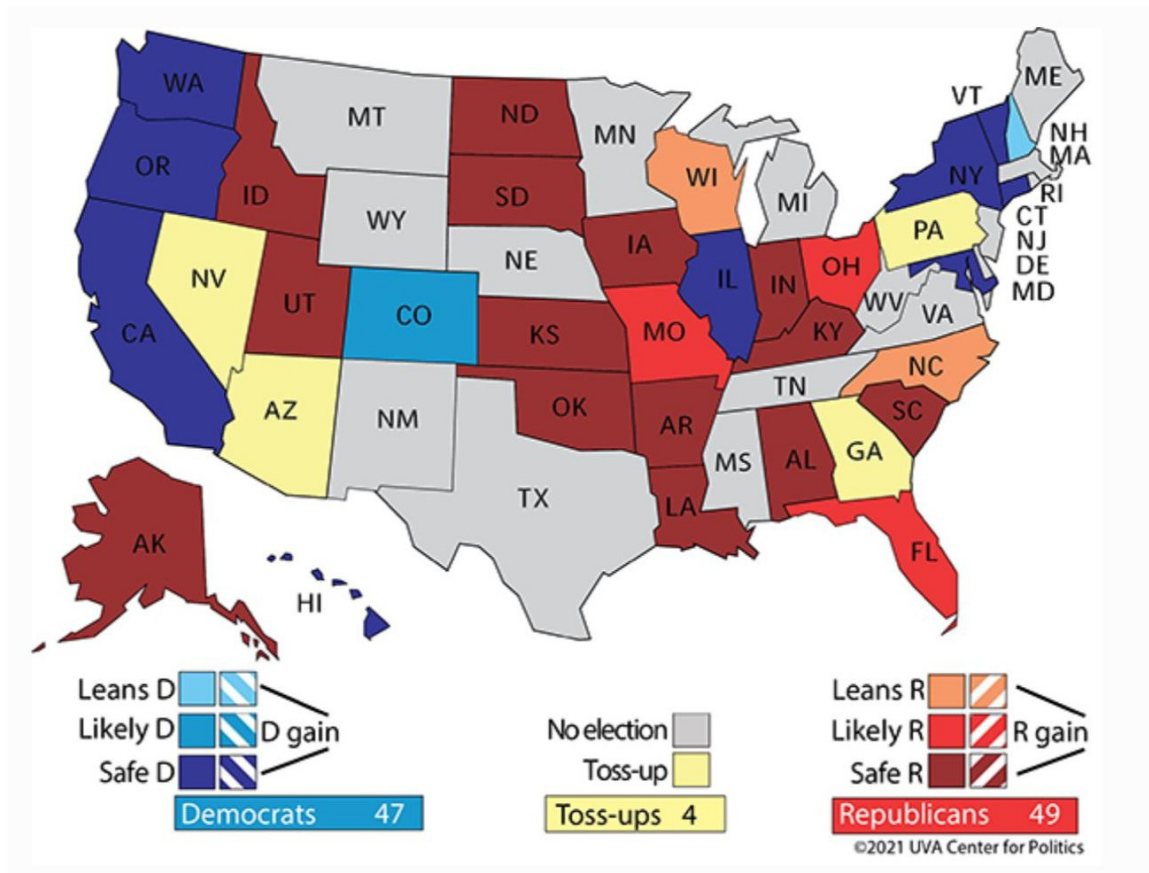 WA
MT
ND
MN
ME
VT
NH
MA
OR
ID
SD
WI
NY
RI
WY
MI
CT
PA
NJ
IA
NE
DE
NV
OH
MD
UT
CO
IL
IN
WV
VA
CA
KS
MO
KY
NC
TN
AZ
NM
OK
AR
SC
MS
AL
GA
TX
LA
AK
FL
HI
Leans D
Likely D D gain
Safe D
Democrats 47
No election
Toss-up
Toss-ups 4
Leans R
Likely R R gain
Safe R
Republicans 49
©2021 UVA Center for Politics